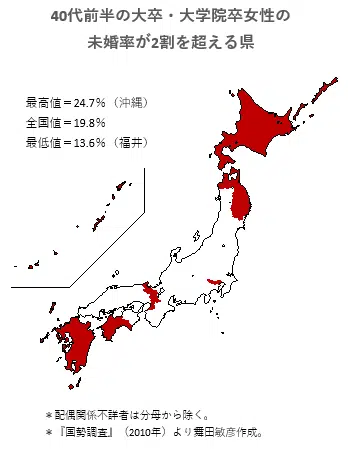 40代前半の大卒・大学院卒女性の
未婚率が2割を超える県
最高値＝24.7%（沖縄）
全国値＝19.8%
最低値＝13.6%（福井）
＊配偶関係不詳者は分母から除く。
＊『国勢調査』（2010年）より舞田敏彦作成。